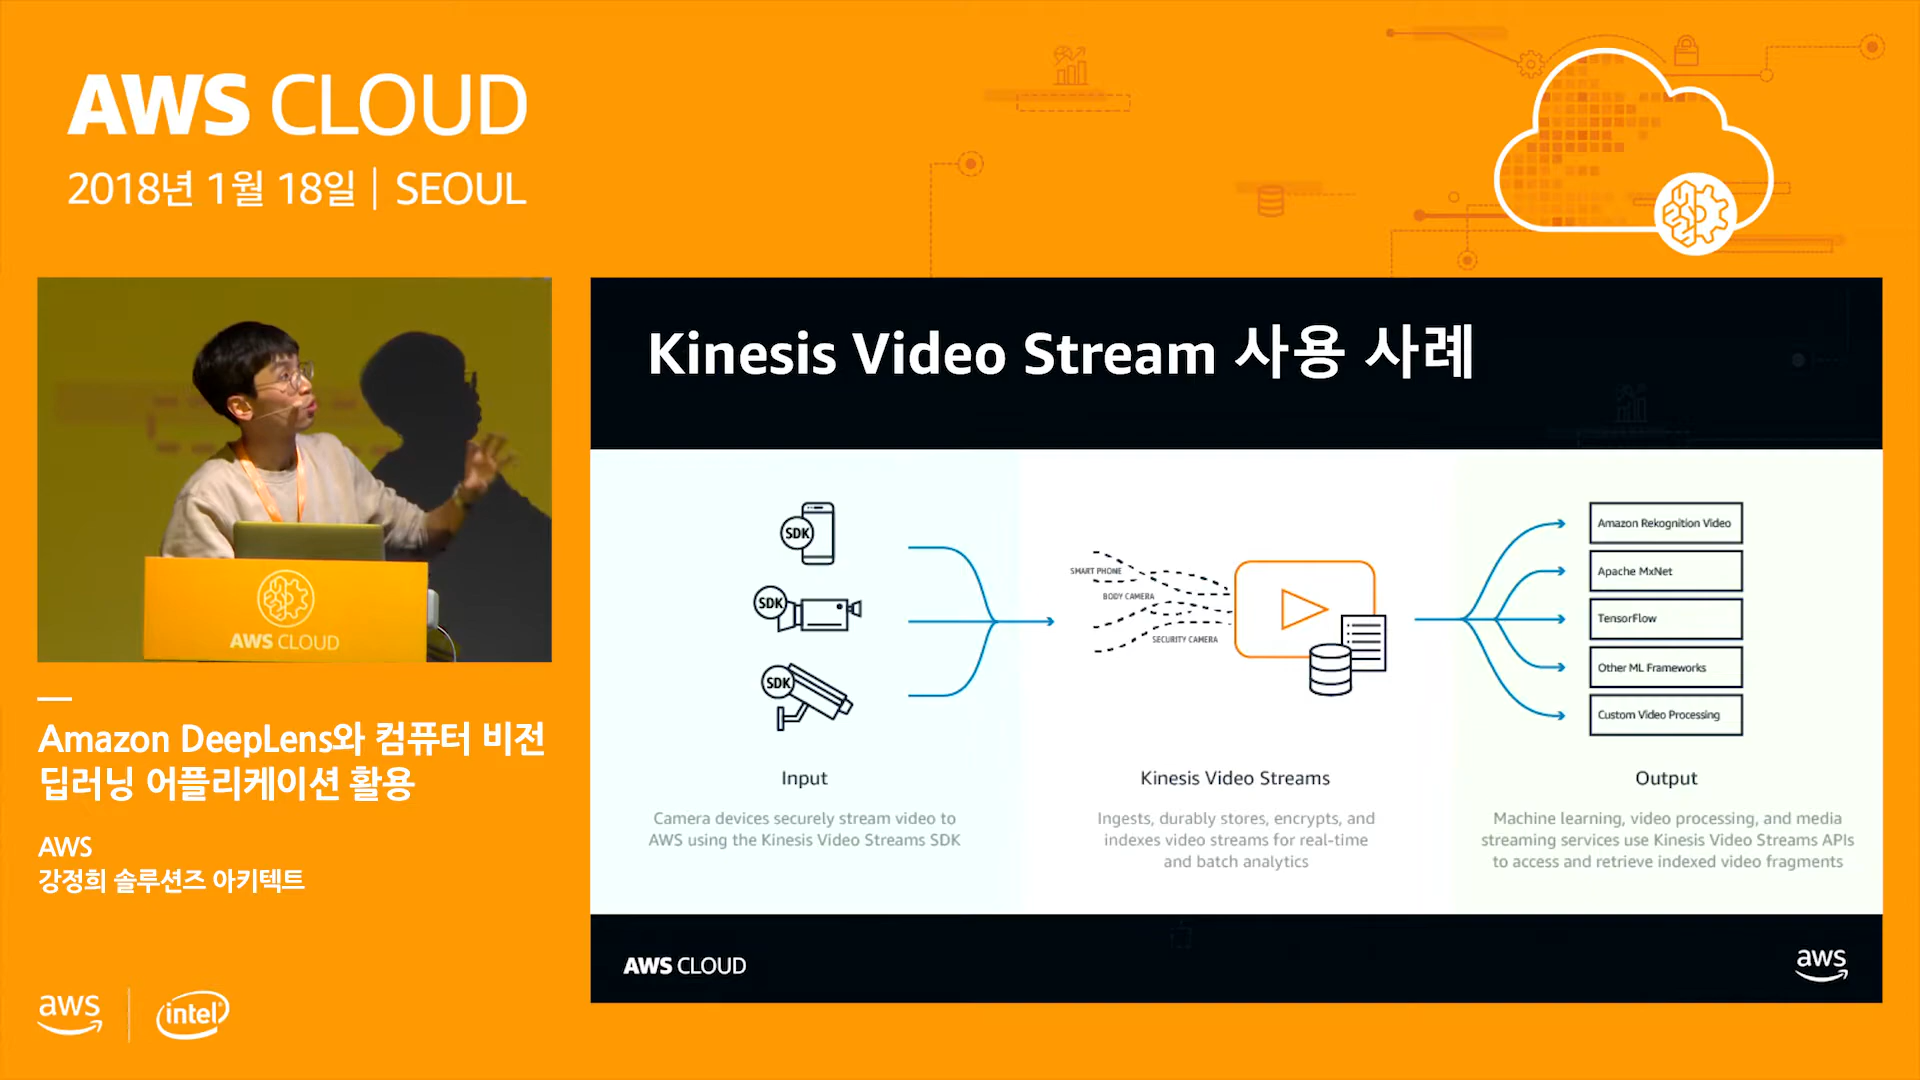 AWS CLOUD
2018년 1월 18일 | SEOUL
AWS CLOUD
Amazon DeepLens와 컴퓨터 비전
딥러닝 어플리케이션 활용
AWS
강정희 솔루션즈 아키텍트
aws
intel
Kinesis Video Stream 사용 사례
SDK
SDK
SDK
Input
Camera devices securely stream video to
AWS using the Kinesis Video Streams SDK
SMART PHONE
BODY CAMERA
SECURITY CAMERA
Kinesis Video Streams
Ingests, durably stores, encrypts, and
indexes video streams for real-time
and batch analytics
Amazon Rekognition Video
Apache MxNet
TensorFlow
Other ML Frameworks
Custom Video Processing
Output
Machine learning, video processing, and media
streaming services use Kinesis Video Streams APIs
to access and retrieve indexed video fragments
AWS CLOUD
aws